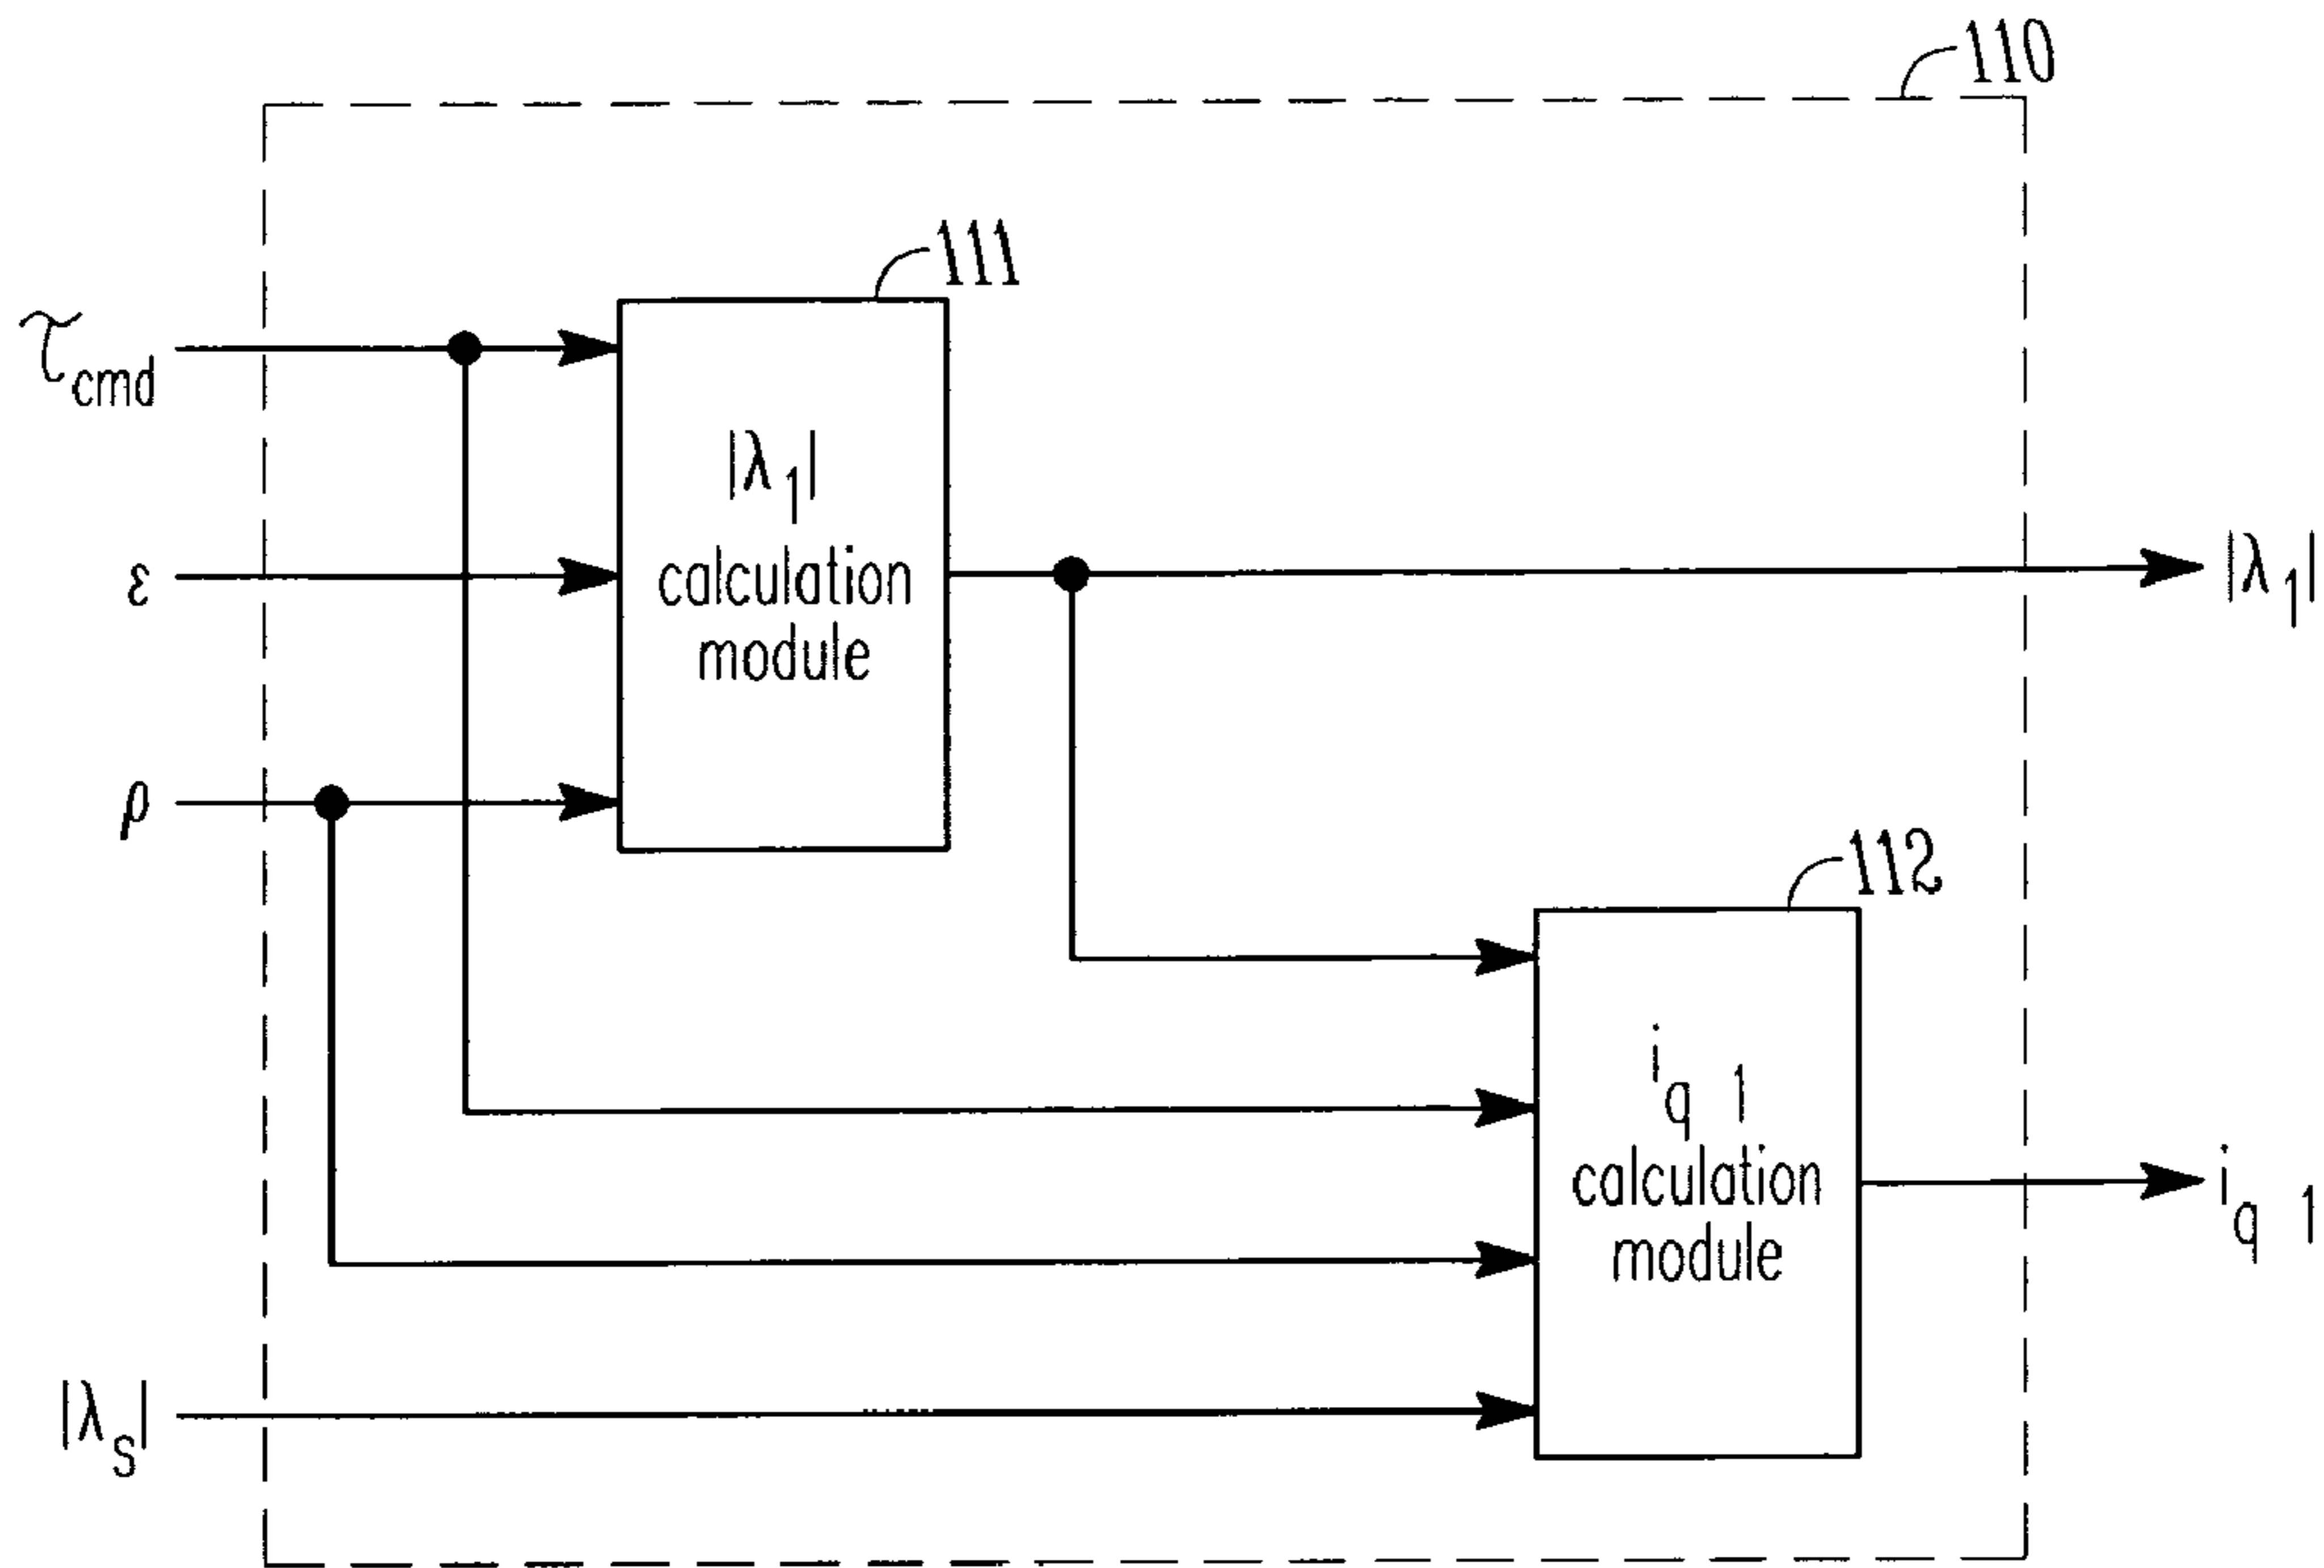 110
111
τcmd
|λ1|
calculation
module
ε
|λ1|
ρ
112
iq 1
calculation
module
iq 1
|λs|